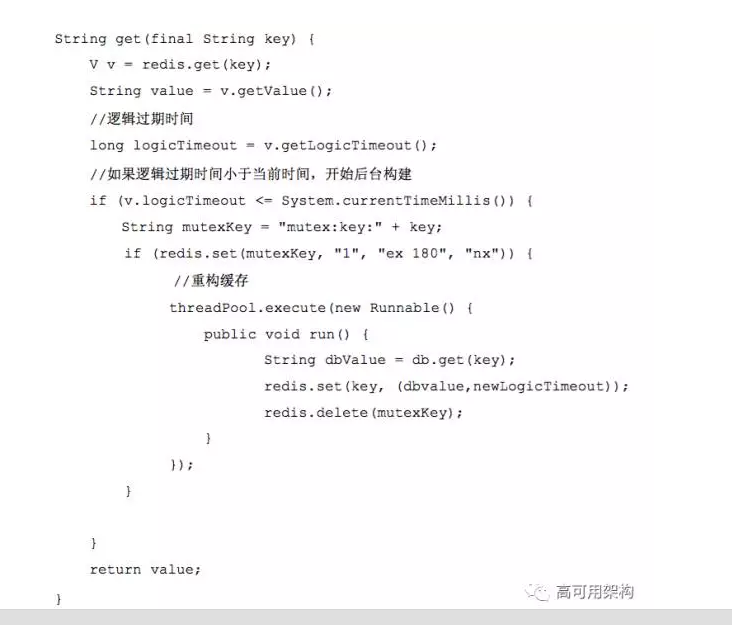 String get(final String key) {
V v = redis.get(key);
String value = v.getValue();
//逻辑过期时间
long logicTimeout = v.getLogicTimeout();
//如果逻辑过期时间小于当前时间，开始后台构建
if (v.logicTimeout <= System.currentTimeMillis()) {
String mutexKey = "mutex:key:" + key;
if (redis.set(mutexKey, "1", "ex 180", "nx")) {
//重构缓存
threadPool.execute(new Runnable() {
public void run() {
String dbValue = db.get(key);
redis.set(key, (dbvalue,newLogicTimeout));
redis.delete(mutexKey);
}
});
}
}
return value;
}
高可用架构